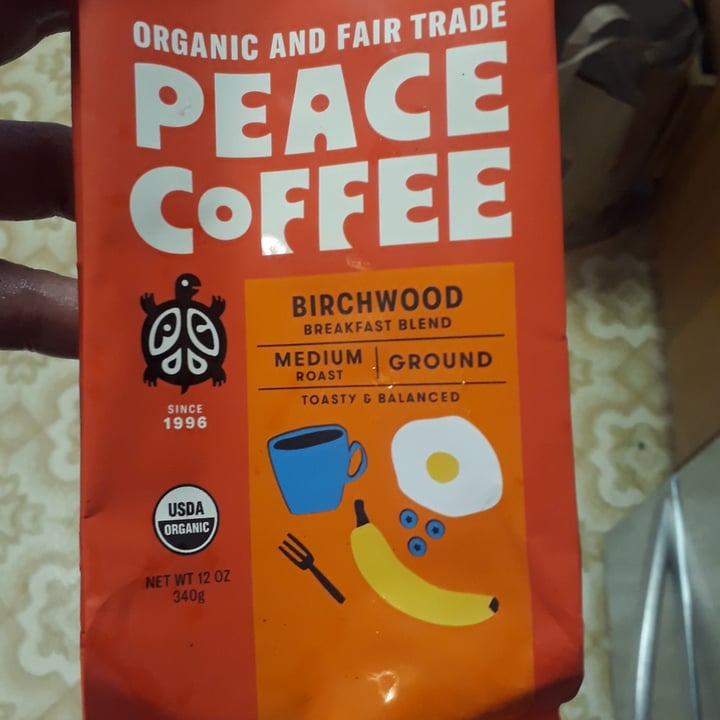 ORGANIC AND FAIR TRADE
PEACE
COFFEE
BIRCHWOOD
BREAKFAST BLEND
MEDIUM
ROAST
GROUND
TOASTY & BALANCED
PC
SINCE
1996
USDA
ORGANIC
NET WT 12 OZ
340g